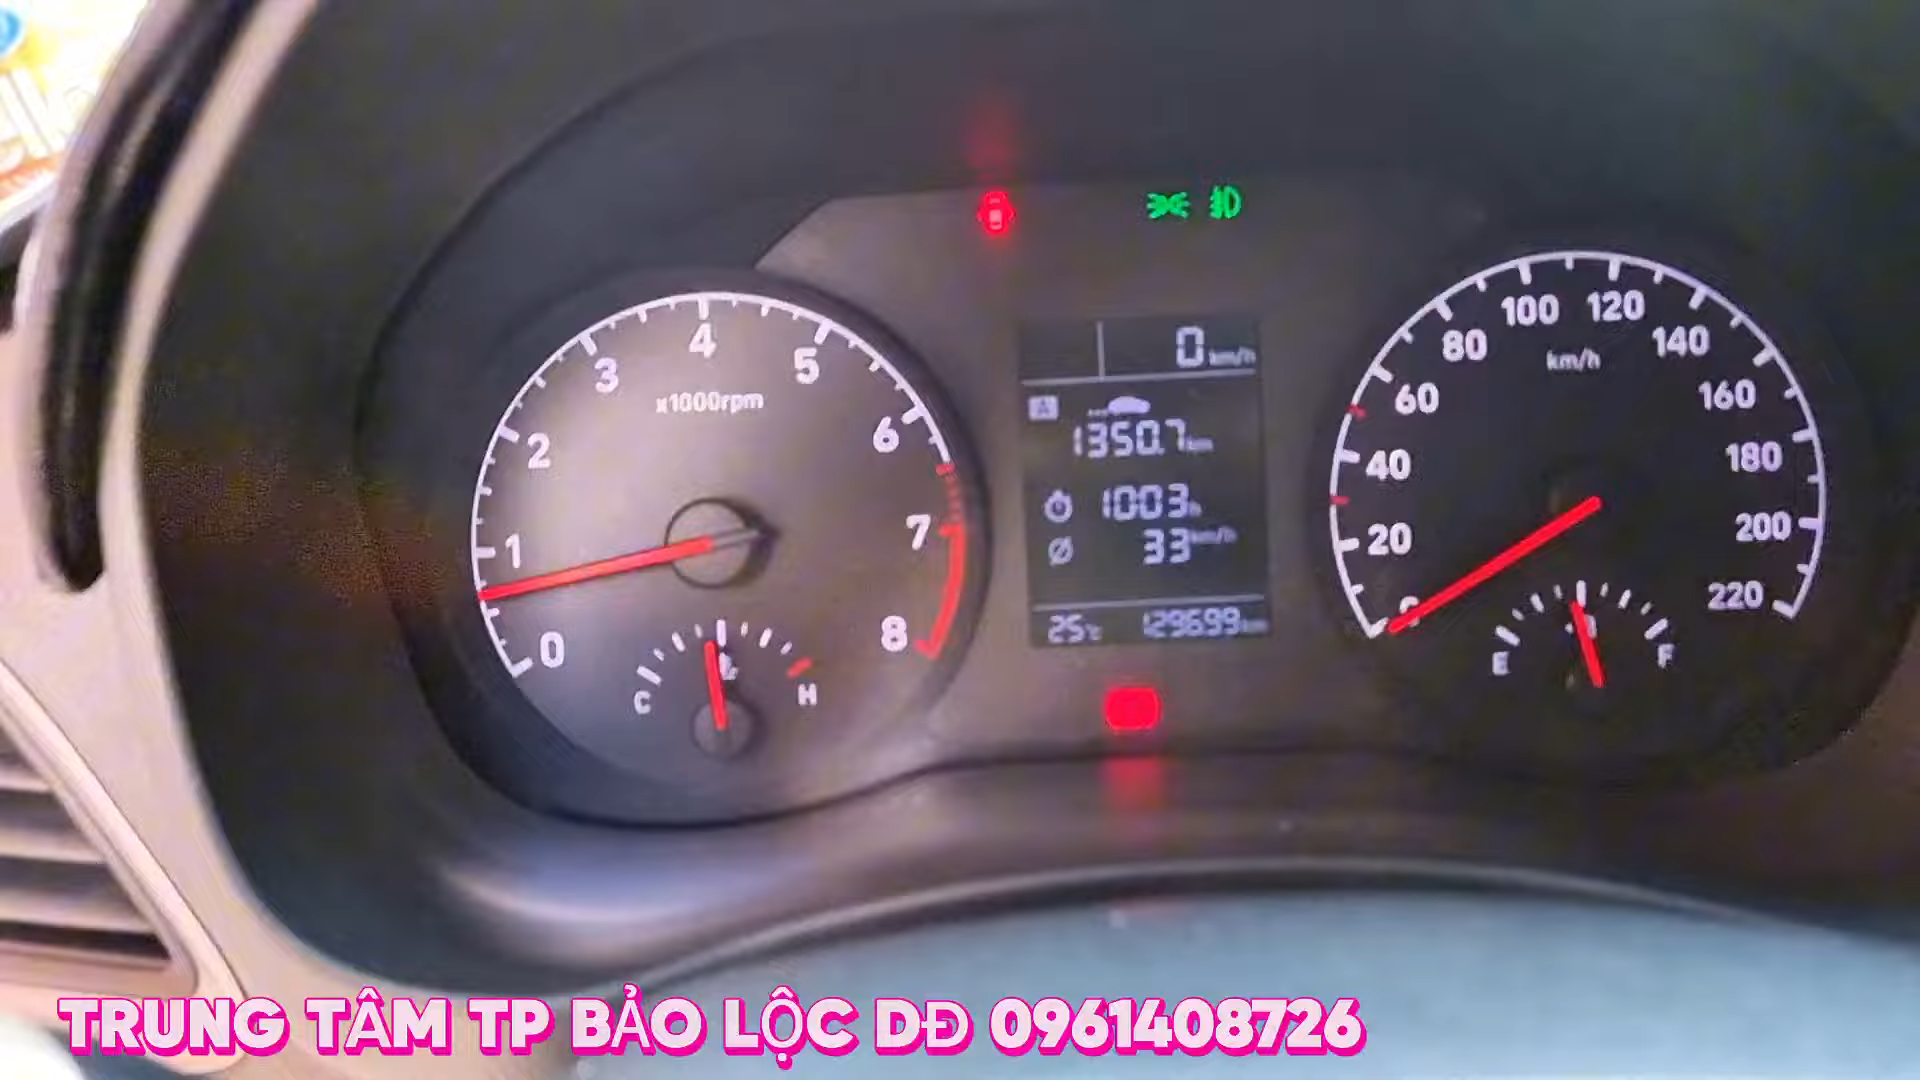 4
100
120
3
5
80
140
0 km/h
km/h
x1000rpm
60
160
A
2
6
1350.7 km
40
180
1003 h
7
200
1
33 km/h
20
220
0
8
25°C
129699 km
C
H
E
F
TRUNG TÂM TP BẢO LỘC DĐ 0961408726